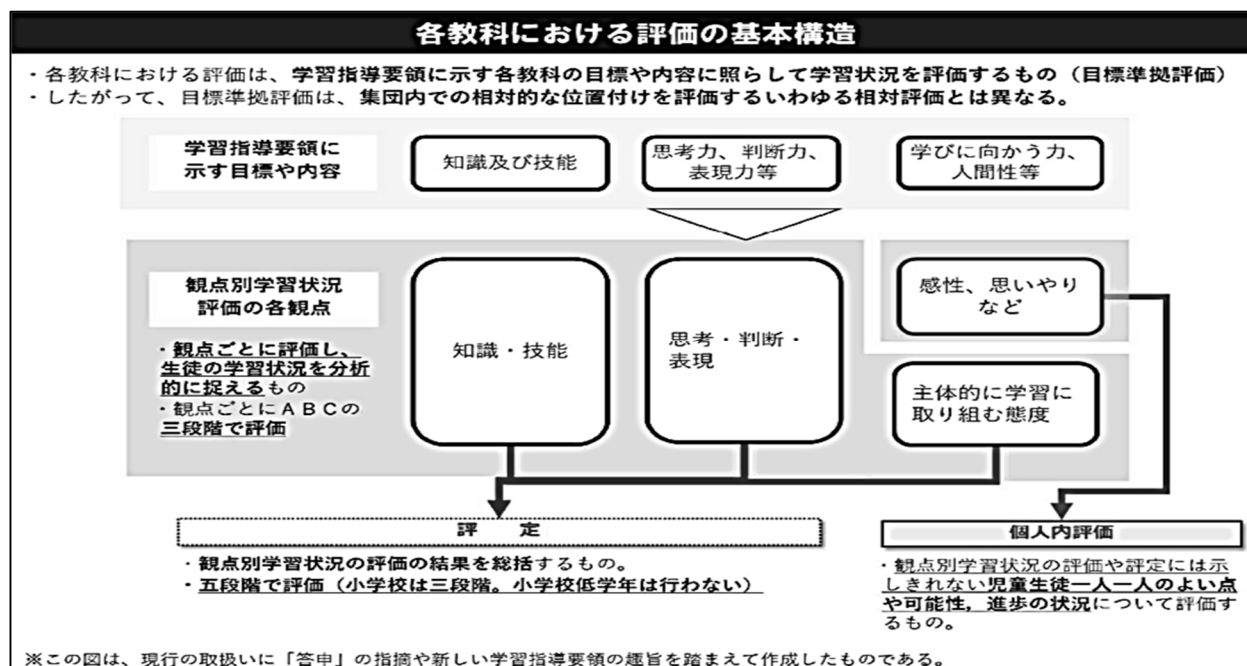 各教科における評価の基本構造
・各教科における評価は、学習指導要領に示す各教科の目標や内容に照らして学習状況を評価するもの（目標準拠評価）
・したがって、目標準拠評価は、集団内での相対的な位置付けを評価するいわゆる相対評価とは異なる。
学習指導要領に
示す目標や内容
知識及び技能
思考力、判断力、
表現力等
学びに向かう力、
人間性等
観点別学習状況
評価の各観点
・観点ごとに評価し、
生徒の学習状況を分析
的に捉えるもの
・観点ごとにＡＢＣの
三段階で評価
知識・技能
思考・判断・
表現
感性、思いやり
など
主体的に学習に
取り組む態度
評　定
・観点別学習状況の評価の結果を総括するもの。
・五段階で評価（小学校は三段階。小学校低学年は行わない）
個人内評価
・観点別学習状況の評価や評定には示
しきれない児童生徒一人一人のよい点
や可能性，進歩の状況について評価す
るもの。
※この図は、現行の取扱いに「答申」の指摘や新しい学習指導要領の趣旨を踏まえて作成したものである。